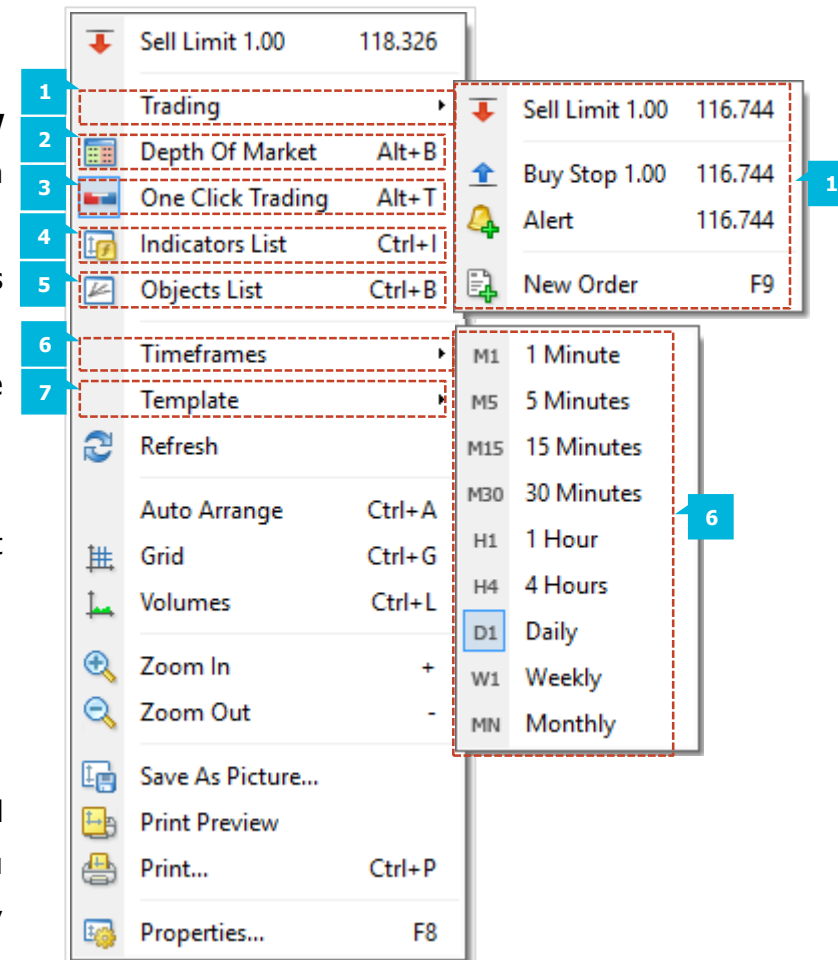 Sell Limit 1.00 118.326
1 Trading
2 Depth Of Market Alt+B
3 One Click Trading Alt+T
4 Indicators List Ctrl+I
5 Objects List Ctrl+B
6 Timeframes
7 Template
Refresh
Auto Arrange Ctrl+A
Grid Ctrl+G
Volumes Ctrl+L
Zoom In +
Zoom Out -
Save As Picture...
Print Preview
Print... Ctrl+P
Properties... F8
Sell Limit 1.00 116.744
Buy Stop 1.00 116.744
1
Alert 116.744
New Order F9
M1 1 Minute
M5 5 Minutes
M15 15 Minutes
M30 30 Minutes
6
H1 1 Hour
H4 4 Hours
D1 Daily
W1 Weekly
MN Monthly